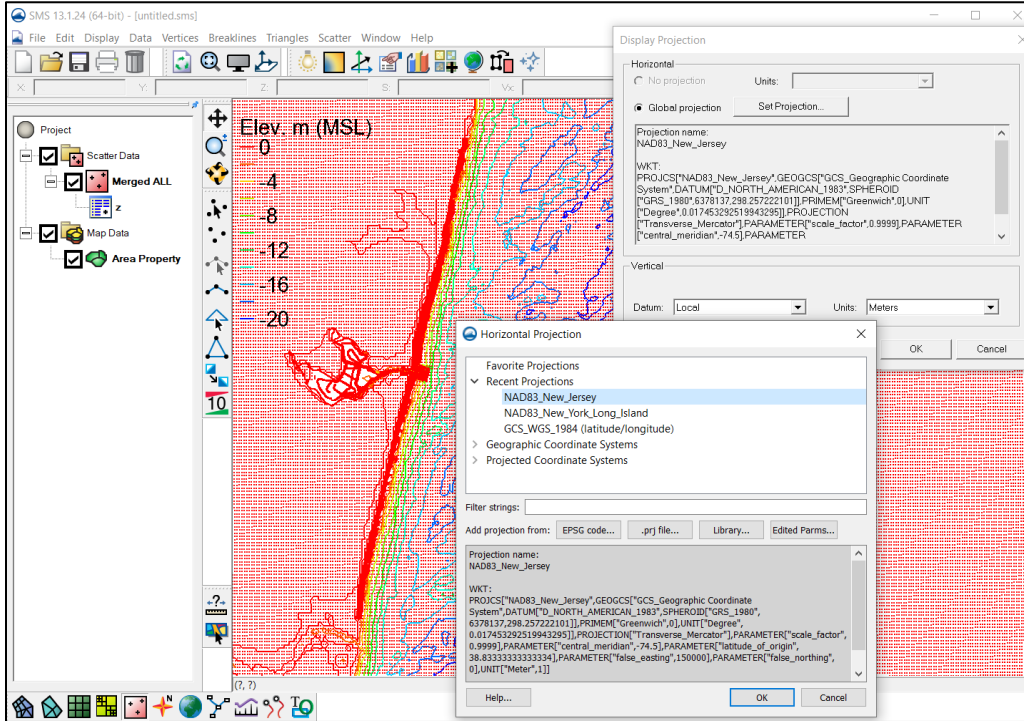 SMS 13.1.24 (64-bit) - [untitled.sms]
File Edit Display Data Vertices Breaklines Triangles Scatter Window Help
X: Y: Z: S: Vx:
Project
Scatter Data
Merged ALL
z
Map Data
Area Property
10
Elev. m (MSL)
0
-4
-8
-12
-16
-20
(?, ?)
Display Projection
Horizontal
No projection Units:
Global projection Set Projection...
Projection name:
NAD83_New_Jersey
WKT:
PROJCS["NAD83_New_Jersey",GEOGCS["GCS_Geographic Coordinate
System",DATUM["D_NORTH_AMERICAN_1983",SPHEROID
["GRS_1980",6378137,298.257222101]],PRIMEM["Greenwich",0],UNIT
["Degree",0.017453292519943295]],PROJECTION
["Transverse_Mercator"],PARAMETER["scale_factor",0.9999],PARAMETER
["central_meridian",-74.5],PARAMETER
Vertical
Datum: Local Units: Meters
OK Cancel
Horizontal Projection
Favorite Projections
Recent Projections
NAD83_New_Jersey
NAD83_New_York_Long_Island
GCS_WGS_1984 (latitude/longitude)
Geographic Coordinate Systems
Projected Coordinate Systems
Filter strings:
Add projection from: EPSG code... .prj file... Library... Edited Parms...
Projection name:
NAD83_New_Jersey
WKT:
PROJCS["NAD83_New_Jersey",GEOGCS["GCS_Geographic Coordinate
System",DATUM["D_NORTH_AMERICAN_1983",SPHEROID["GRS_1980",
6378137,298.257222101]],PRIMEM["Greenwich",0],UNIT["Degree",
0.017453292519943295]],PROJECTION["Transverse_Mercator"],PARAMETER["scale_factor",
0.9999],PARAMETER["central_meridian",-74.5],PARAMETER["latitude_of_origin",
38.83333333333334],PARAMETER["false_easting",150000],PARAMETER["false_northing",
0],UNIT["Meter",1]]
Help... OK Cancel